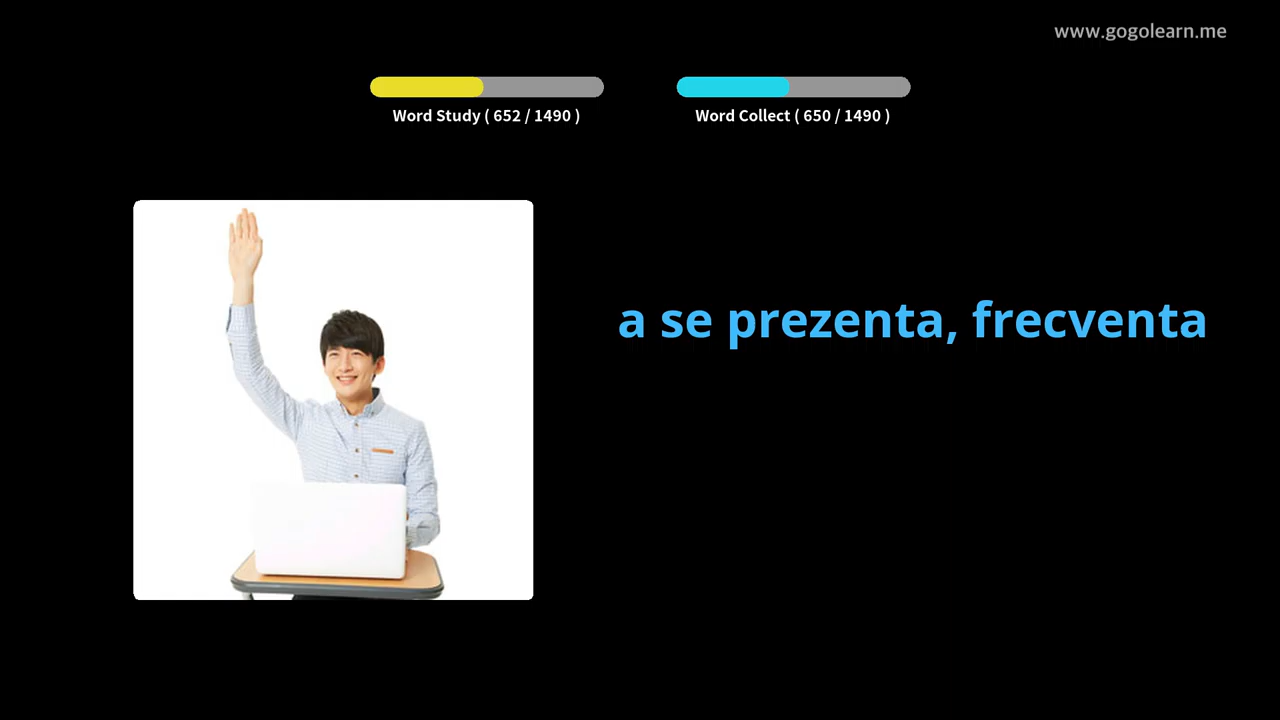 www.gogolearn.me
Word Study ( 652 / 1490 )
Word Collect ( 650 / 1490 )
a se prezenta, frecventa